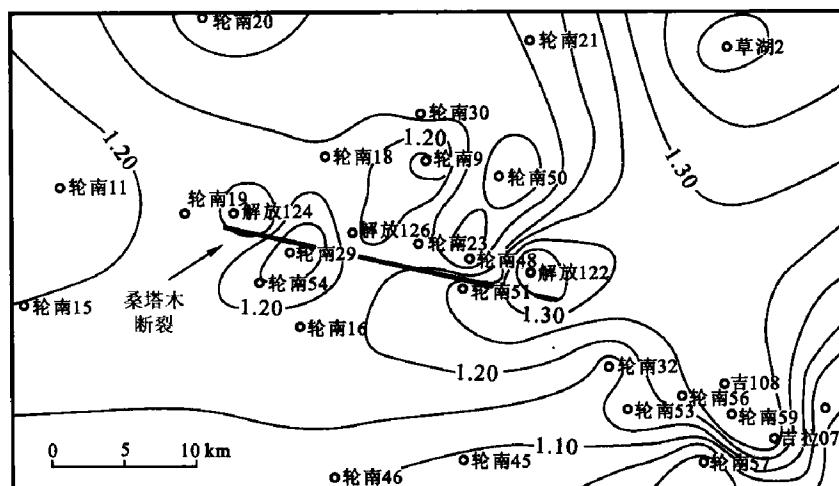 轮南20
轮南21
草湖2
轮南30
1.20
1.20
轮南18
轮南9
1.30
轮南50
轮南11
轮南19
解放124
解放126
轮南23
轮南48
轮南29
解放122
轮南54
轮南51
轮南15
桑塔木
断裂
1.20
1.30
轮南16
1.20
轮南32
吉108
轮南56
轮南53
轮南59
吉拉07
1.10
轮南45
轮南57
轮南46
0 5 10 km